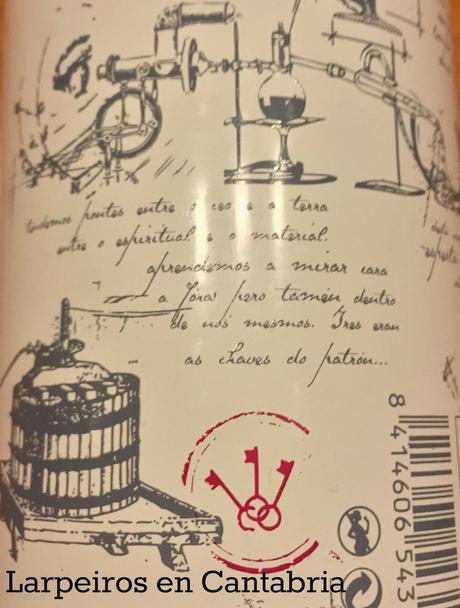 tendemos pontes entre o ceo e a terra
entre o espiritual e o material.
aprendemos a mirar cara
a fóra pero tamén dentro
de nós mesmos. Tres eran
as chaves do patrón...
8 414606 543
Larpeiros en Cantabria